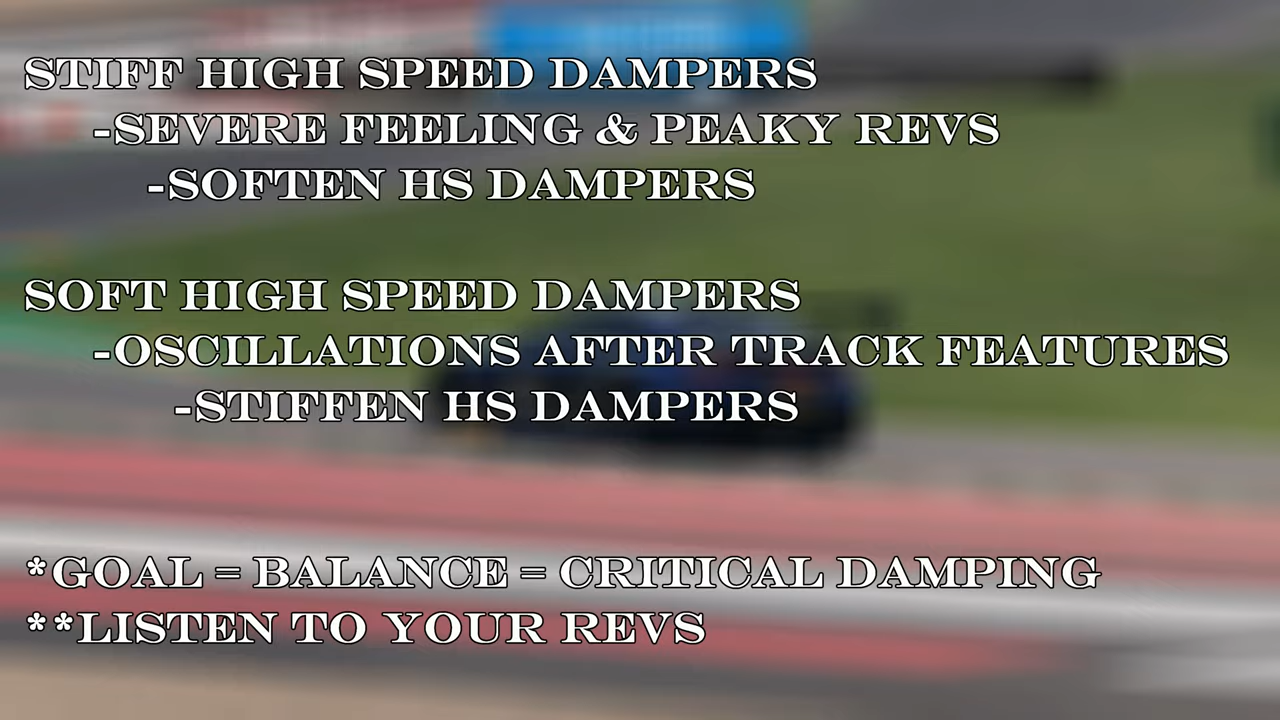 STIFF HIGH SPEED DAMPERS
-SEVERE FEELING & PEAKY REVS
-SOFTEN HS DAMPERS
SOFT HIGH SPEED DAMPERS
-OSCILLATIONS AFTER TRACK FEATURES
-STIFFEN HS DAMPERS
*GOAL = BALANCE = CRITICAL DAMPING
**LISTEN TO YOUR REVS